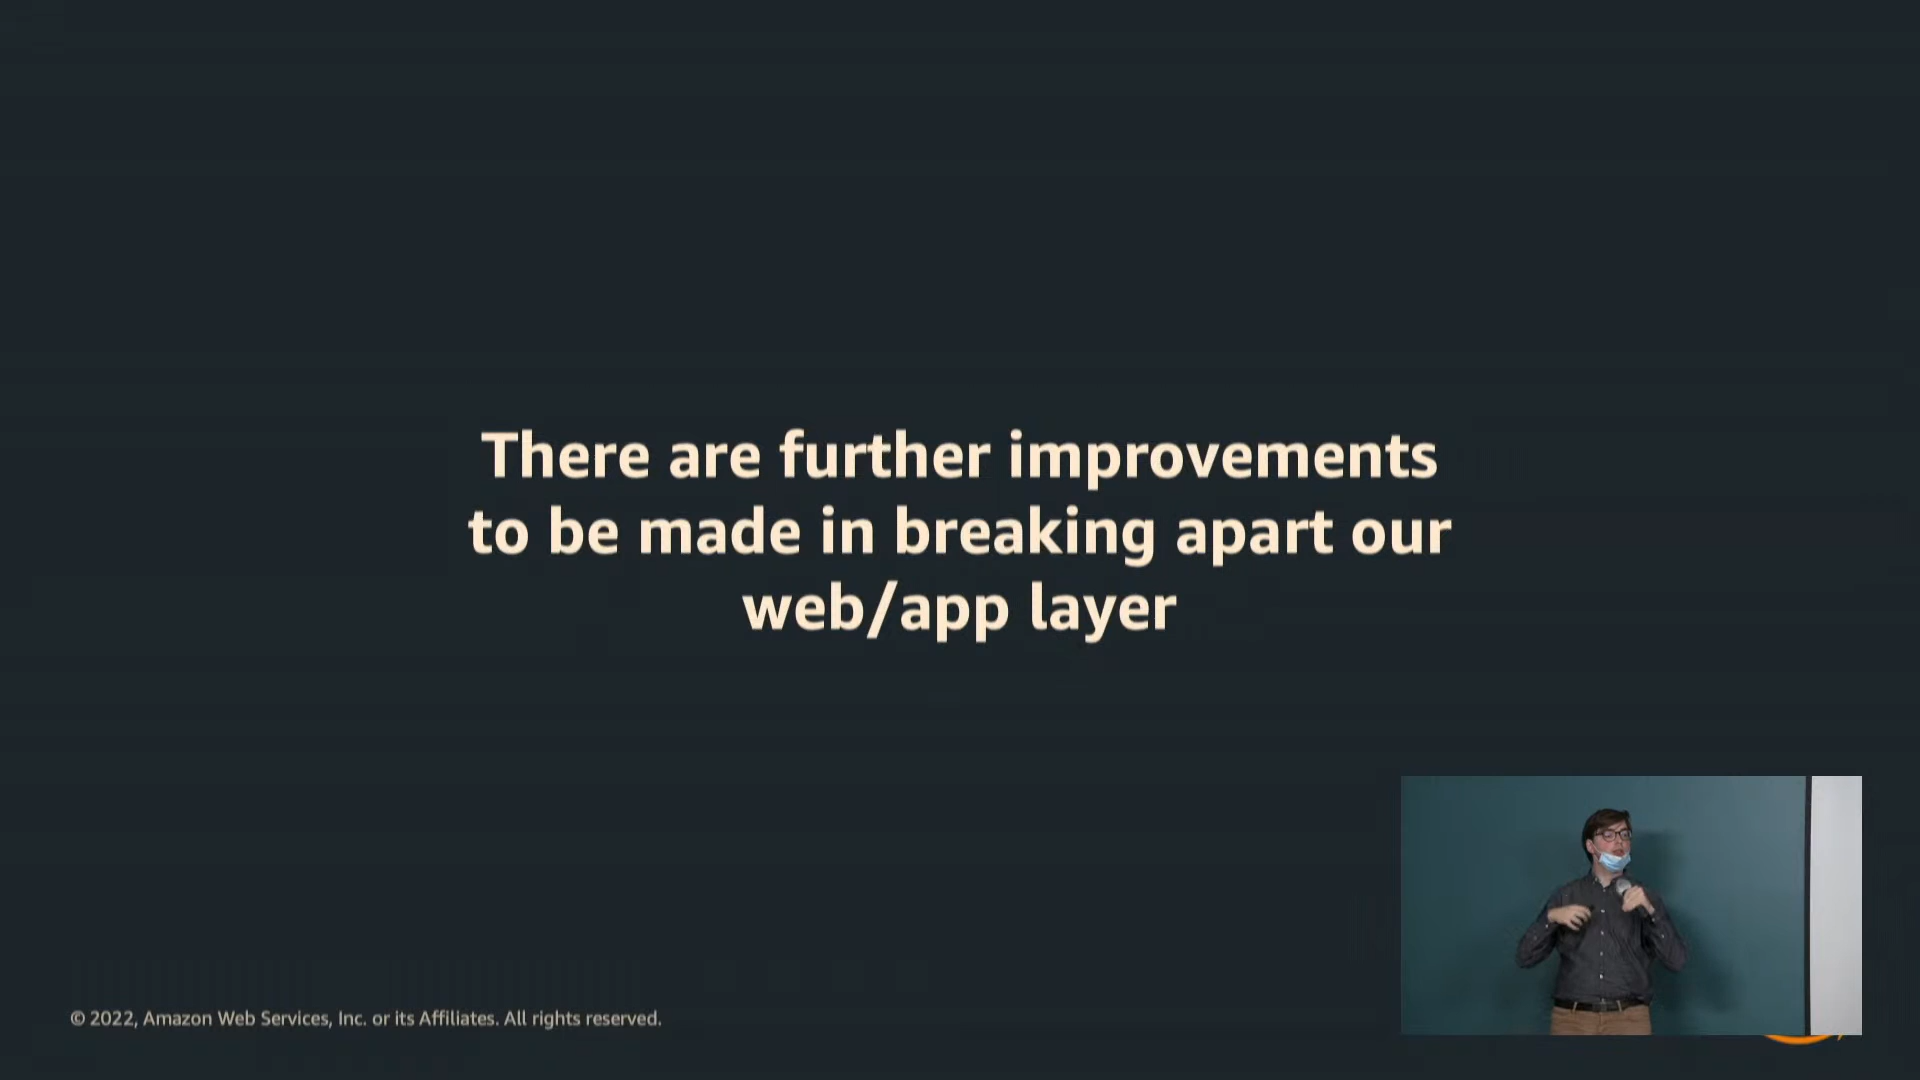 There are further improvements
to be made in breaking apart our
web/app layer
© 2022, Amazon Web Services, Inc. or its Affiliates. All rights reserved.